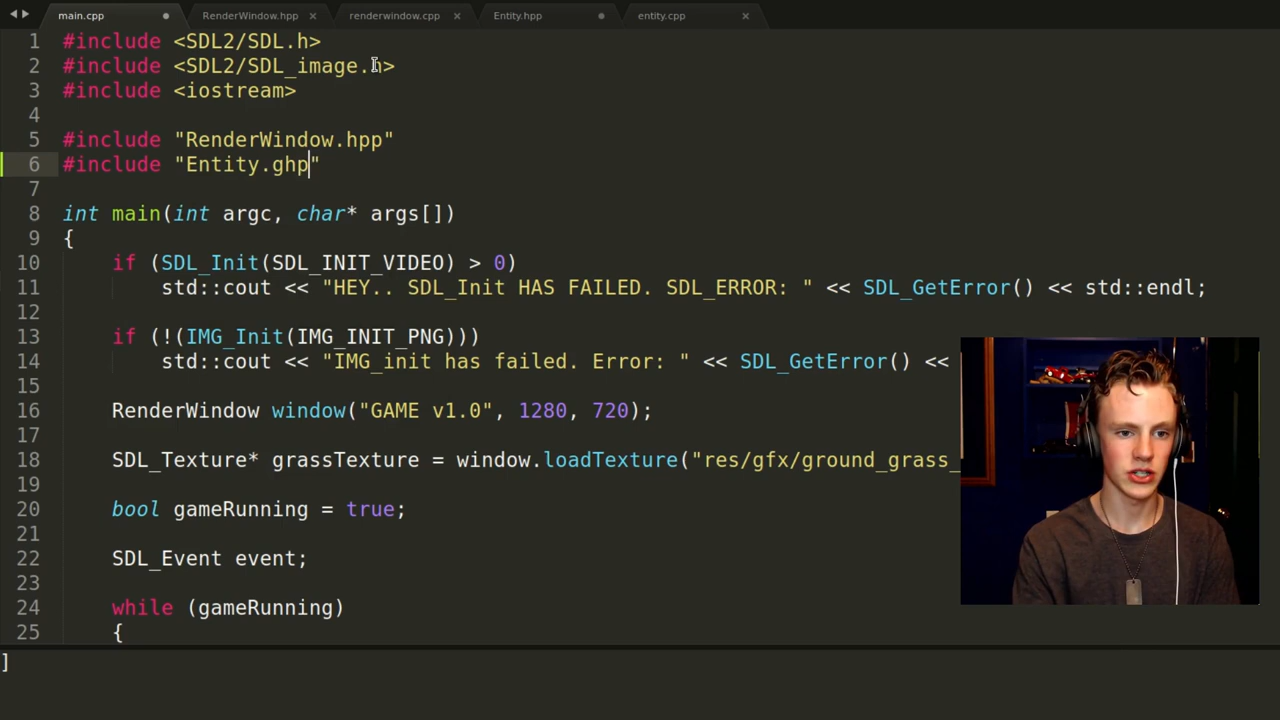 main.cpp RenderWindow.hpp renderwindow.cpp Entity.hpp entity.cpp
1 #include <SDL2/SDL.h>
2 #include <SDL2/SDL_image.h>
3 #include <iostream>
4
5 #include "RenderWindow.hpp"
6 #include "Entity.ghp"
7
8 int main(int argc, char* args[])
9 {
10 if (SDL_Init(SDL_INIT_VIDEO) > 0)
11 std::cout << "HEY.. SDL_Init HAS FAILED. SDL_ERROR: " << SDL_GetError() << std::endl;
12
13 if (!(IMG_Init(IMG_INIT_PNG)))
14 std::cout << "IMG_init has failed. Error: " << SDL_GetError() <<
15
16 RenderWindow window("GAME v1.0", 1280, 720);
17
18 SDL_Texture* grassTexture = window.loadTexture("res/gfx/ground_grass_
19
20 bool gameRunning = true;
21
22 SDL_Event event;
23
24 while (gameRunning)
25 {
]